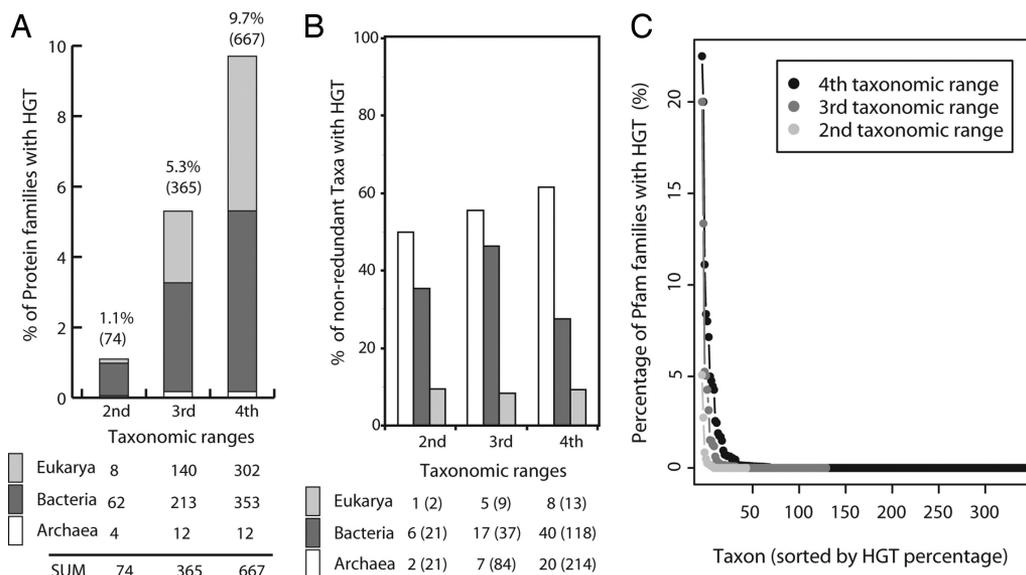 A
9.7%
(667)
10
8
6
4
2
0
% of Protein families with HGT
5.3%
(365)
1.1%
(74)
2nd 3rd 4th
Taxonomic ranges
Eukarya 8 140 302
Bacteria 62 213 353
Archaea 4 12 12
SUM 74 365 667
B
100
80
60
40
20
0
% of non-redundant Taxa with HGT
2nd 3rd 4th
Taxonomic ranges
Eukarya 1 (2) 5 (9) 8 (13)
Bacteria 6 (21) 17 (37) 40 (118)
Archaea 2 (21) 7 (84) 20 (214)
C
Percentage of Pfam families with HGT (%)
20
15
10
5
0
4th taxonomic range
3rd taxonomic range
2nd taxonomic range
50 100 150 200 250 300
Taxon (sorted by HGT percentage)